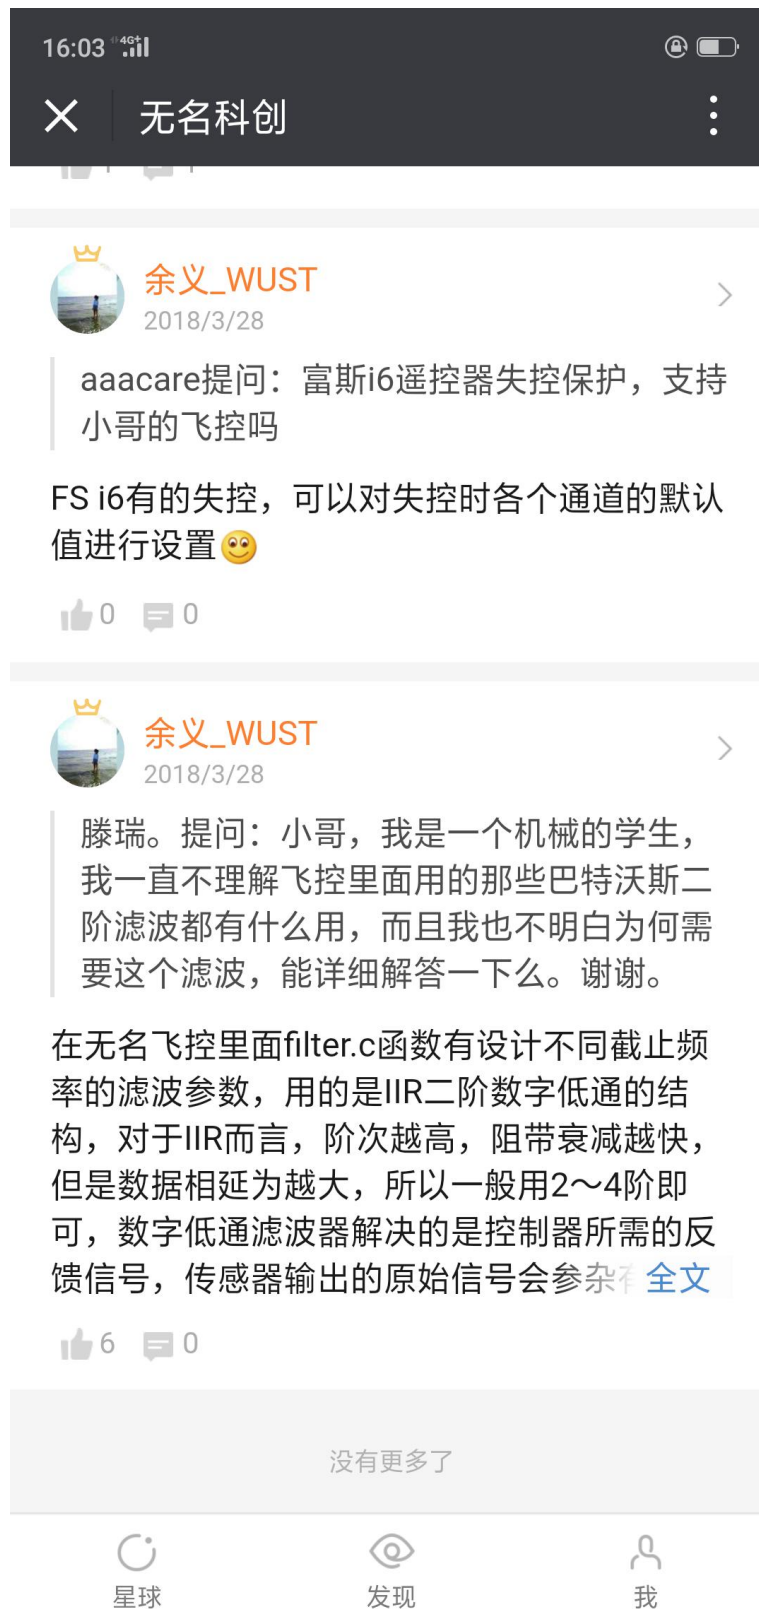 16:03 4G+
无名科创
余义_WUST
2018/3/28
aaacare提问：富斯i6遥控器失控保护，支持
小哥的飞控吗
FS i6有的失控，可以对失控时各个通道的默认
值进行设置
0 0
余义_WUST
2018/3/28
滕瑞。提问：小哥，我是一个机械的学生，
我一直不理解飞控里面用的那些巴特沃斯二
阶滤波都有什么用，而且我也不明白为何需
要这个滤波，能详细解答一下么。谢谢。
在无名飞控里面filter.c函数有设计不同截止频
率的滤波参数，用的是IIR二阶数字低通的结
构，对于IIR而言，阶次越高，阻带衰减越快，
但是数据相延为越大，所以一般用2～4阶即
可，数字低通滤波器解决的是控制器所需的反
馈信号，传感器输出的原始信号会参杂 全文
6 0
没有更多了
星球 发现 我